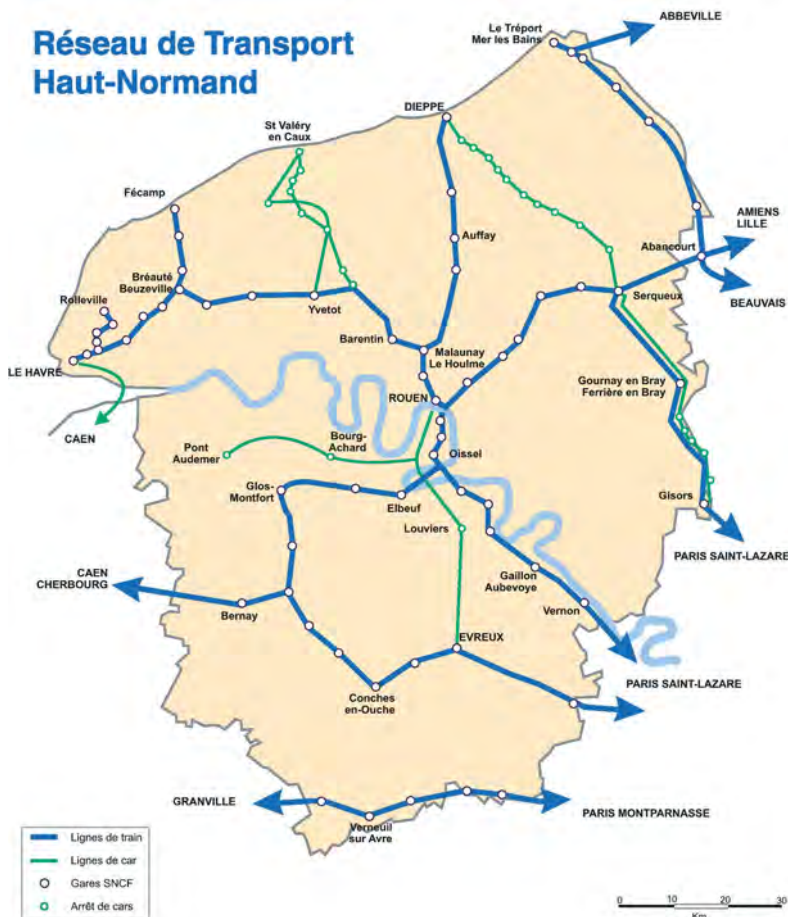 Réseau de Transport
Haut-Normand
ABBEVILLE
Le Tréport
Mer les Bains
DIEPPE
St Valéry
en Caux
Fécamp
AMIENS
LILLE
Auffay
Abancourt
Bréauté
Beuzeville
BEAUVAIS
Rolleville
Serqueux
Yvetot
Barentin
Malaunay
Le Houlme
LE HAVRE
Gournay en Bray
Ferrière en Bray
ROUEN
CAEN
Bourg-
Achard
Pont
Audemer
Oissel
Glos-
Montfort
Gisors
Elbeuf
Louviers
PARIS SAINT-LAZARE
CAEN
CHERBOURG
Gaillon
Aubevoye
Bernay
Vernon
EVREUX
PARIS SAINT-LAZARE
Conches
en-Ouche
GRANVILLE
PARIS MONTPARNASSE
Verneuil
sur Avre
Lignes de train
Lignes de car
Gares SNCF
Arrêt de cars
0 10 20 30
Km